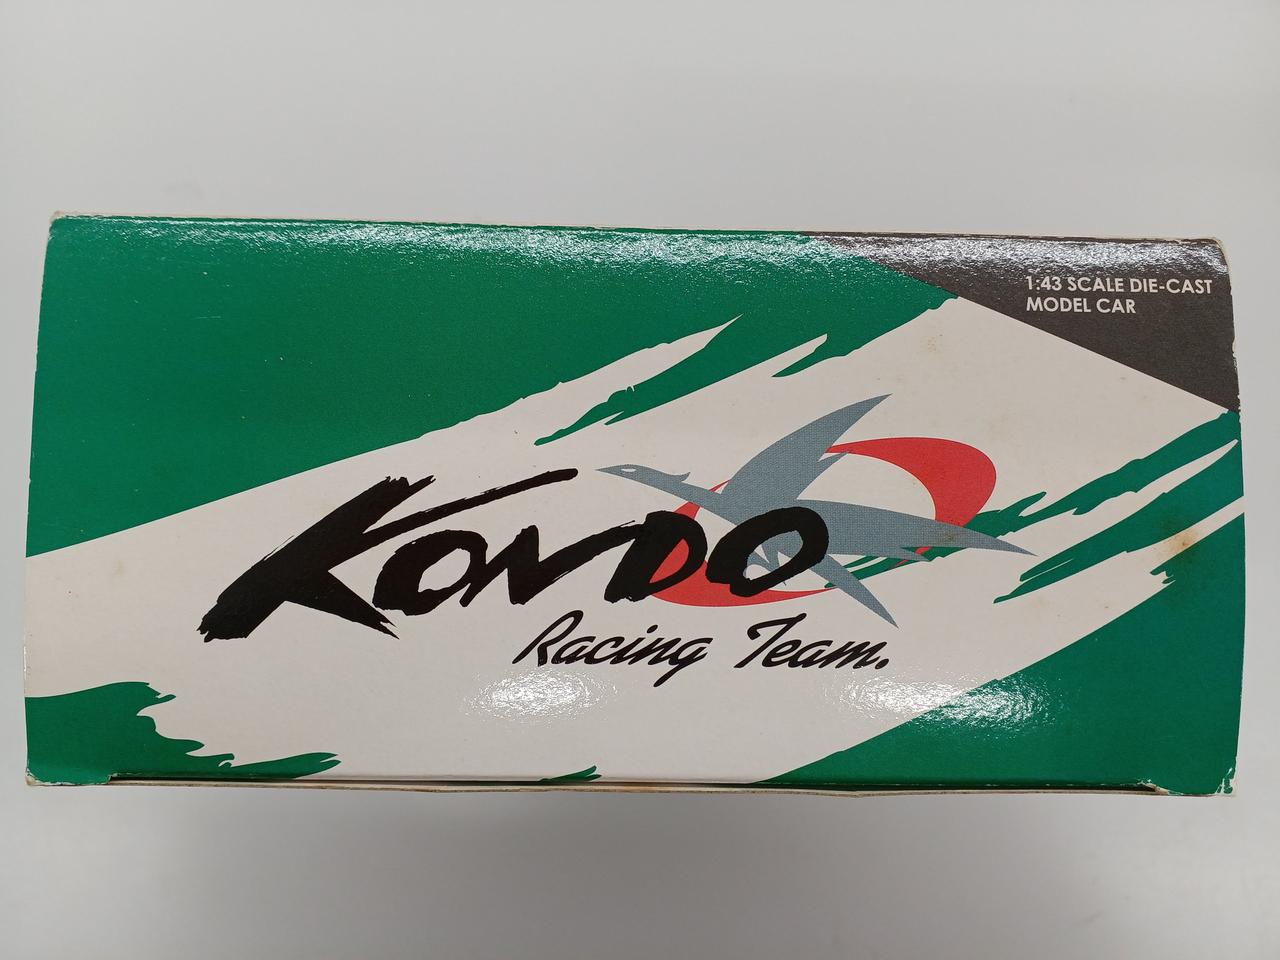 1:43 SCALE DIE-CAST
MODEL CAR
KONDO
Racing Team.